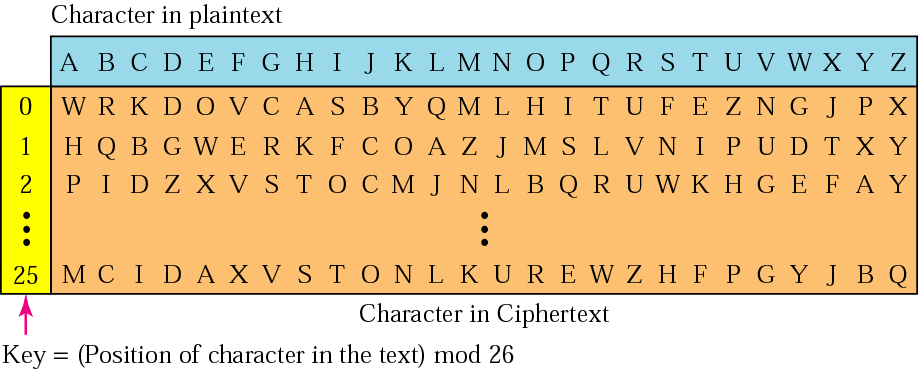 Character in plaintext
A B C D E F G H I J K L M N O P Q R S T U V W X Y Z
0 W R K D O V C A S B Y Q M L H I T U F E Z N G J P X
1 H Q B G W E R K F C O A Z J M S L V N I P U D T X Y
2 P I D Z X V S T O C M J N L B Q R U W K H G E F A Y
25 M C I D A X V S T O N L K U R E W Z H F P G Y J B Q
Character in Ciphertext
Key = (Position of character in the text) mod 26